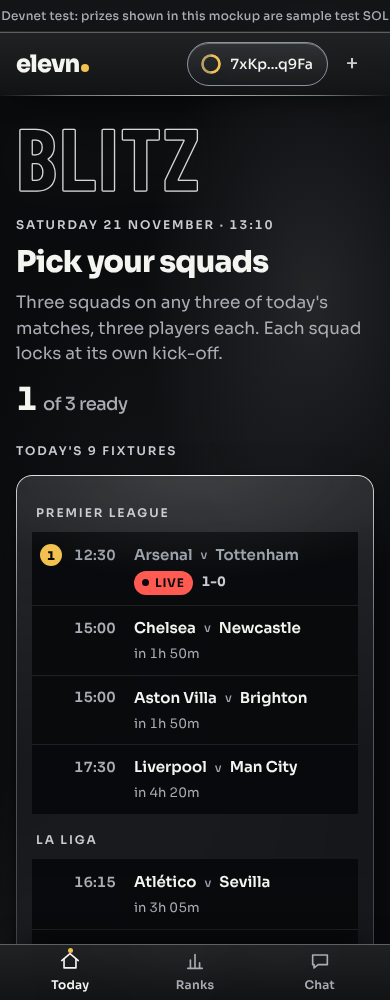 Devnet test: prizes shown in this mockup are sample test SOL
elevn.
7xKp...q9Fa
+
BLITZ
SATURDAY 21 NOVEMBER · 13:10
Pick your squads
Three squads on any three of today's
matches, three players each. Each squad
locks at its own kick-off.
1 of 3 ready
TODAY'S 9 FIXTURES
PREMIER LEAGUE
1 12:30 Arsenal v Tottenham
LIVE 1-0
15:00 Chelsea v Newcastle
in 1h 50m
15:00 Aston Villa v Brighton
in 1h 50m
17:30 Liverpool v Man City
in 4h 20m
LA LIGA
16:15 Atlético v Sevilla
in 3h 05m
Today Ranks Chat